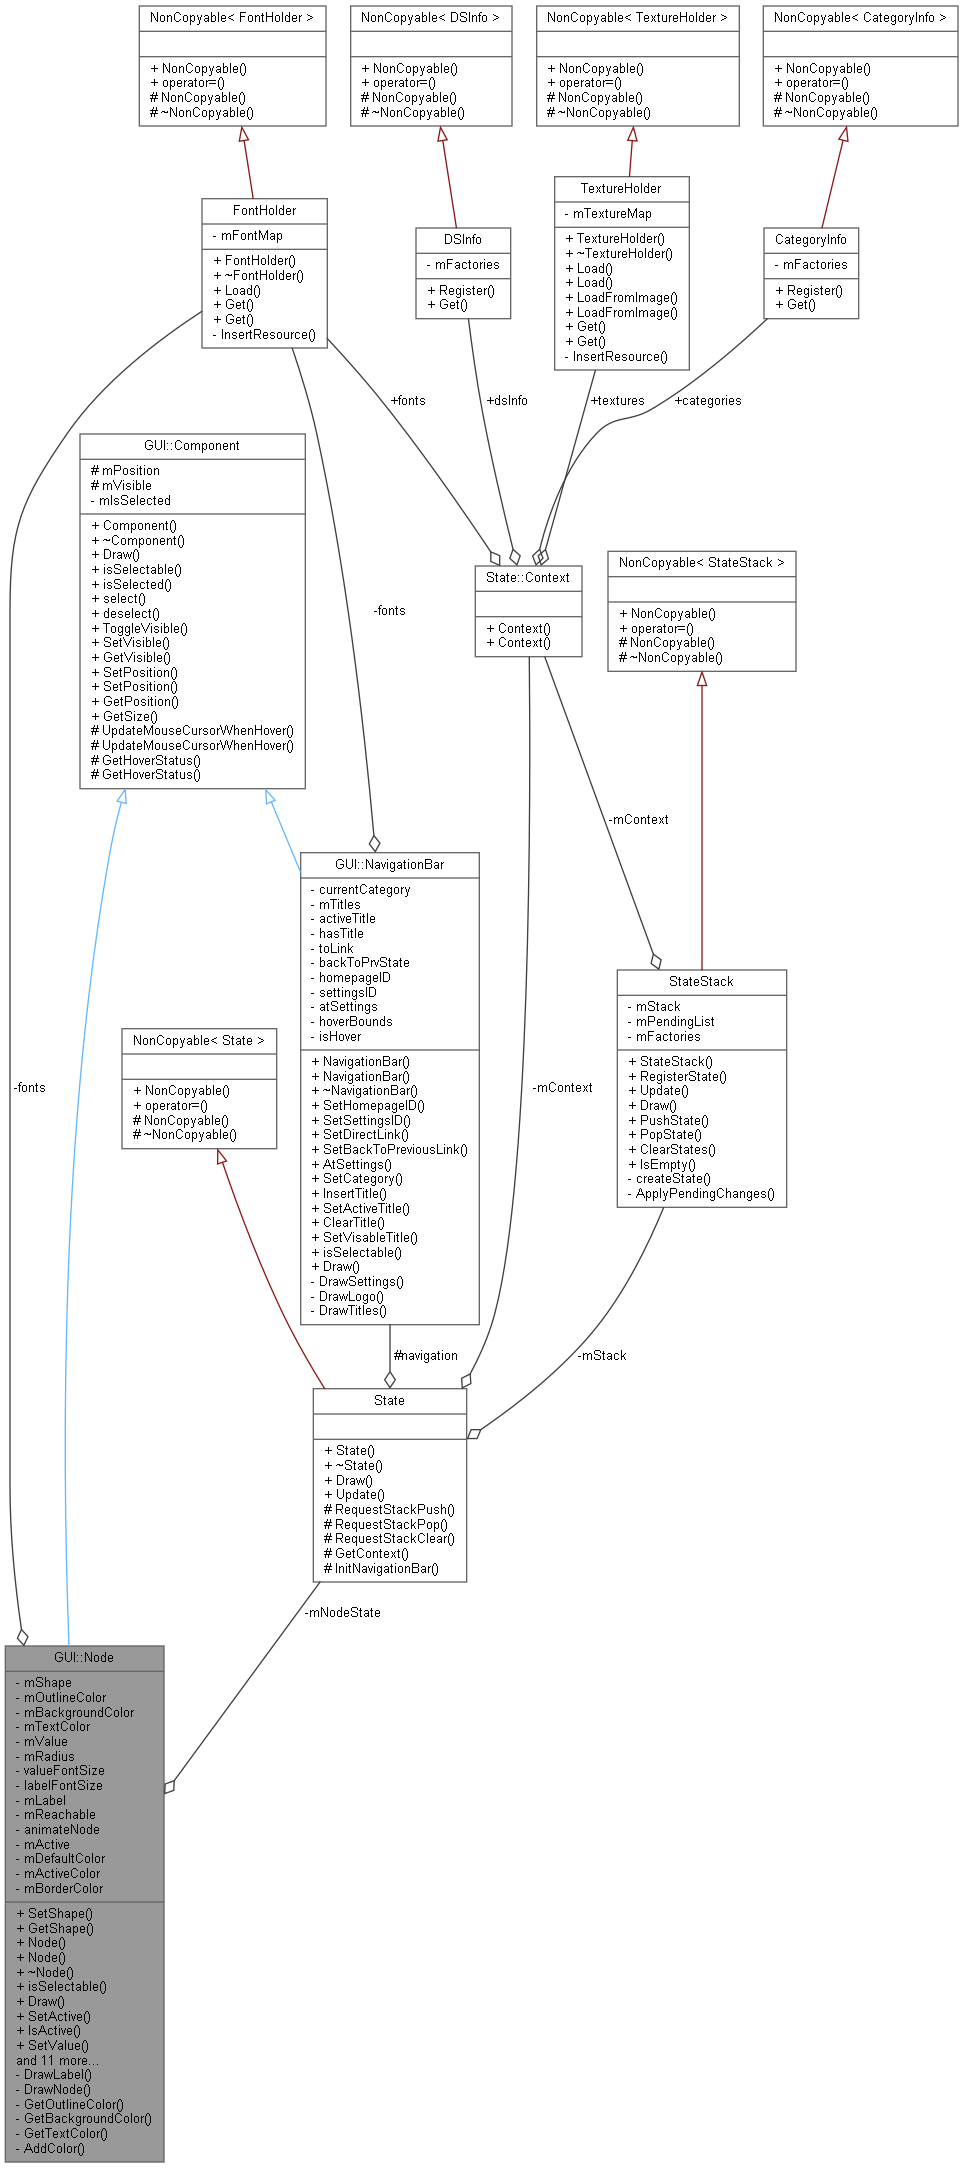 NonCopyable< FontHolder >
+ NonCopyable()
+ operator=()
# NonCopyable()
# ~NonCopyable()
NonCopyable< DSInfo >
+ NonCopyable()
+ operator=()
# NonCopyable()
# ~NonCopyable()
NonCopyable< TextureHolder >
+ NonCopyable()
+ operator=()
# NonCopyable()
# ~NonCopyable()
NonCopyable< CategoryInfo >
+ NonCopyable()
+ operator=()
# NonCopyable()
# ~NonCopyable()
FontHolder
- mFontMap
+ FontHolder()
+ ~FontHolder()
+ Load()
+ Get()
+ Get()
- InsertResource()
DSInfo
- mFactories
+ Register()
+ Get()
TextureHolder
- mTextureMap
+ TextureHolder()
+ ~TextureHolder()
+ Load()
+ Load()
+ LoadFromImage()
+ LoadFromImage()
+ Get()
+ Get()
- InsertResource()
CategoryInfo
- mFactories
+ Register()
+ Get()
+fonts
+dsInfo
+textures
+categories
GUI::Component
# mPosition
# mVisible
- mIsSelected
+ Component()
+ ~Component()
+ Draw()
+ isSelectable()
+ isSelected()
+ select()
+ deselect()
+ ToggleVisible()
+ SetVisible()
+ GetVisible()
+ SetPosition()
+ SetPosition()
+ GetPosition()
+ GetSize()
# UpdateMouseCursorWhenHover()
# UpdateMouseCursorWhenHover()
# GetHoverStatus()
# GetHoverStatus()
-fonts
State::Context
+ Context()
+ Context()
NonCopyable< StateStack >
+ NonCopyable()
+ operator=()
# NonCopyable()
# ~NonCopyable()
-mContext
GUI::NavigationBar
- currentCategory
- mTitles
- activeTitle
- hasTitle
- toLink
- backToPrvState
- homepageID
- settingsID
- atSettings
- hoverBounds
- isHover
+ NavigationBar()
+ NavigationBar()
+ ~NavigationBar()
+ SetHomepageID()
+ SetSettingsID()
+ SetDirectLink()
+ SetBackToPreviousLink()
+ AtSettings()
+ SetCategory()
+ InsertTitle()
+ SetActiveTitle()
+ ClearTitle()
+ SetVisableTitle()
+ isSelectable()
+ Draw()
- DrawSettings()
- DrawLogo()
- DrawTitles()
StateStack
- mStack
- mPendingList
- mFactories
+ StateStack()
+ RegisterState()
+ Update()
+ Draw()
+ PushState()
+ PopState()
+ ClearStates()
+ IsEmpty()
- createState()
- ApplyPendingChanges()
NonCopyable< State >
+ NonCopyable()
+ operator=()
# NonCopyable()
# ~NonCopyable()
-fonts
-mContext
#navigation
-mStack
State
+ State()
+ ~State()
+ Draw()
+ Update()
# RequestStackPush()
# RequestStackPop()
# RequestStackClear()
# GetContext()
# InitNavigationBar()
-mNodeState
GUI::Node
- mShape
- mOutlineColor
- mBackgroundColor
- mTextColor
- mValue
- mRadius
- valueFontSize
- labelFontSize
- mLabel
- mReachable
- animateNode
- mActive
- mDefaultColor
- mActiveColor
- mBorderColor
+ SetShape()
+ GetShape()
+ Node()
+ Node()
+ ~Node()
+ isSelectable()
+ Draw()
+ SetActive()
+ IsActive()
+ SetValue()
and 11 more...
- DrawLabel()
- DrawNode()
- GetOutlineColor()
- GetBackgroundColor()
- GetTextColor()
- AddColor()